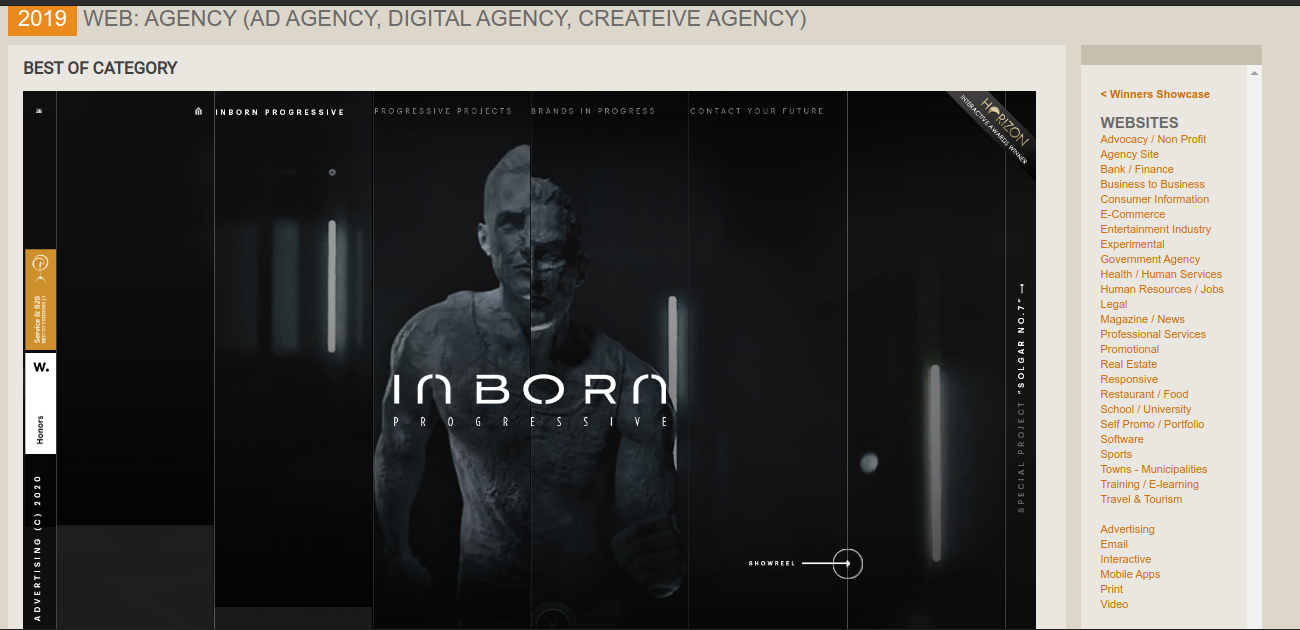 2019 WEB: AGENCY (AD AGENCY, DIGITAL AGENCY, CREATEIVE AGENCY)
BEST OF CATEGORY
INBORN PROGRESSIVE
PROGRESSIVE PROJECTS
BRANDS IN PROGRESS
CONTACT YOUR FUTURE
HORIZON
INTERACTIVE AWARDS WINNER
Service & B2B
W.
Honors
ADVERTISING (C) 2020
INBORN
PROGRESSIVE
SHOWREEL
SPECIAL PROJECT "SOLGAR NO.7" →
< Winners Showcase
WEBSITES
Advocacy / Non Profit
Agency Site
Bank / Finance
Business to Business
Consumer Information
E-Commerce
Entertainment Industry
Experimental
Government Agency
Health / Human Services
Human Resources / Jobs
Legal
Magazine / News
Professional Services
Promotional
Real Estate
Responsive
Restaurant / Food
School / University
Self Promo / Portfolio
Software
Sports
Towns - Municipalities
Training / E-learning
Travel & Tourism
Advertising
Email
Interactive
Mobile Apps
Print
Video